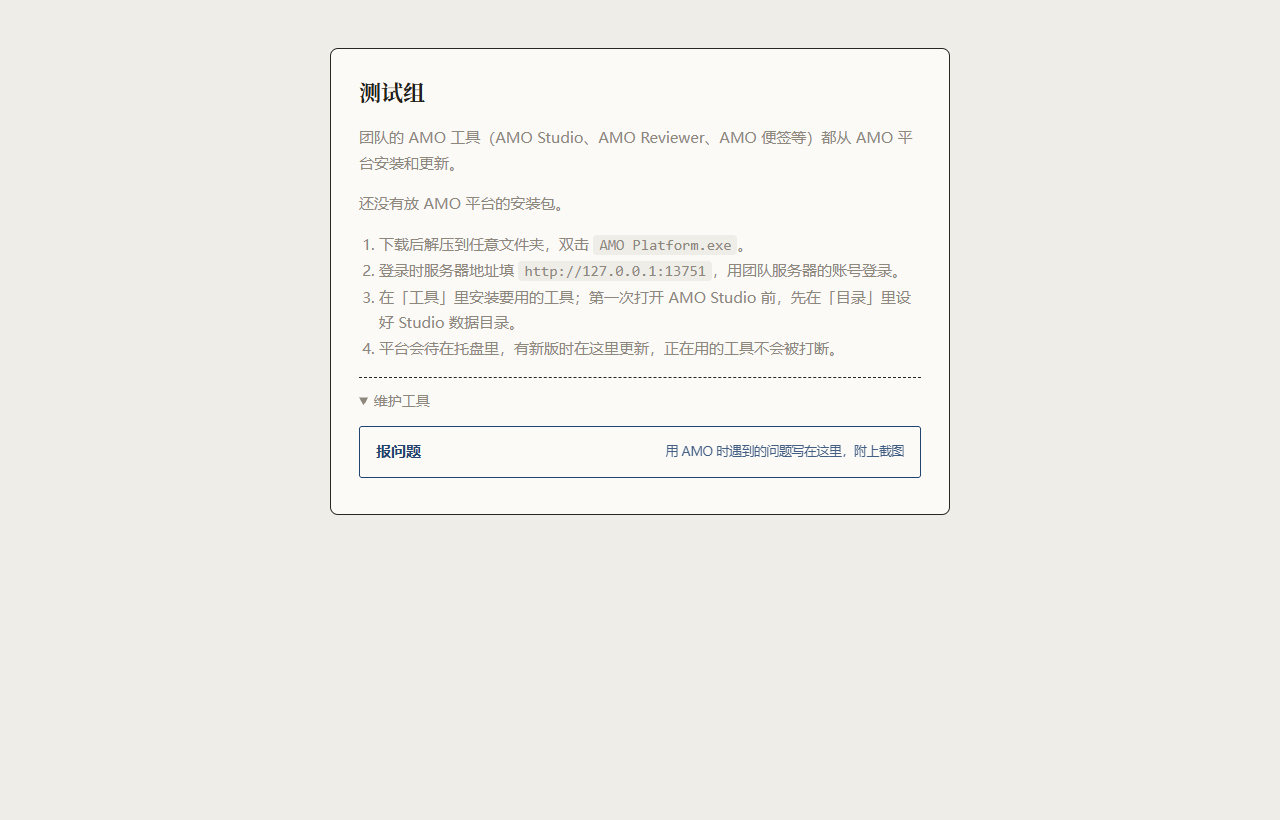 测试组
团队的 AMO 工具（AMO Studio、AMO Reviewer、AMO 便签等）都从 AMO 平
台安装和更新。
还没有放 AMO 平台的安装包。
1. 下载后解压到任意文件夹，双击 AMO Platform.exe。
2. 登录时服务器地址填 http://127.0.0.1:13751，用团队服务器的账号登录。
3. 在「工具」里安装要用的工具；第一次打开 AMO Studio 前，先在「目录」里设
好 Studio 数据目录。
4. 平台会待在托盘里，有新版时在这里更新，正在用的工具不会被打断。
▼ 维护工具
报问题 用 AMO 时遇到的问题写在这里，附上截图